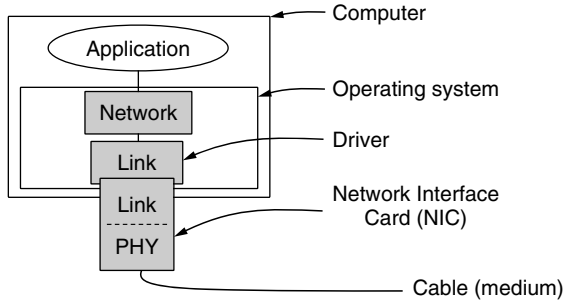 Computer
Application
Operating system
Network
Driver
Link
Link
Network Interface
Card (NIC)
PHY
Cable (medium)